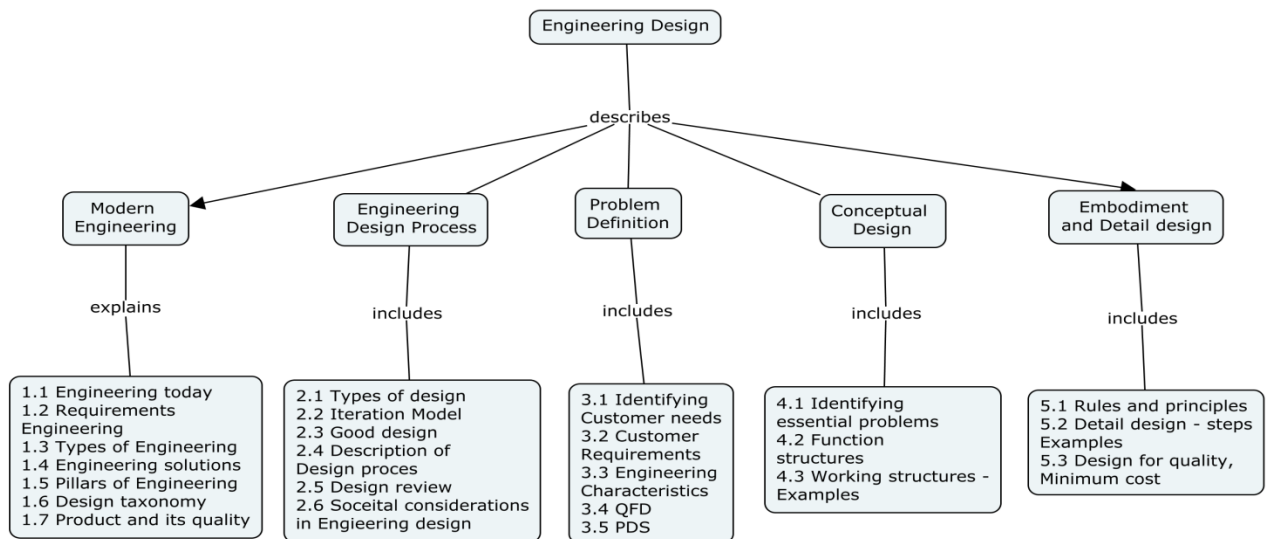 Engineering Design
describes
Modern
Engineering
Engineering
Design Process
Problem
Definition
Conceptual
Design
Embodiment
and Detail design
explains
includes
includes
includes
includes
1.1 Engineering today
1.2 Requirements
Engineering
1.3 Types of Engineering
1.4 Engineering solutions
1.5 Pillars of Engineering
1.6 Design taxonomy
1.7 Product and its quality
2.1 Types of design
2.2 Iteration Model
2.3 Good design
2.4 Description of
Design proces
2.5 Design review
2.6 Soceital considerations
in Engieering design
3.1 Identifying
Customer needs
3.2 Customer
Requirements
3.3 Engineering
Characteristics
3.4 QFD
3.5 PDS
4.1 Identifying
essential problems
4.2 Function
structures
4.3 Working structures -
Examples
5.1 Rules and principles
5.2 Detail design - steps
Examples
5.3 Design for quality,
Minimum cost